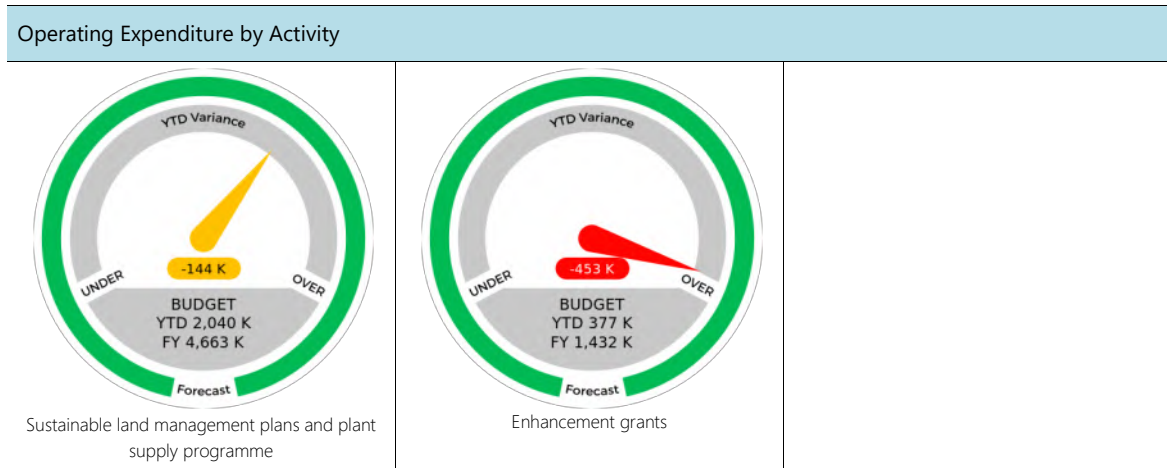 Operating Expenditure by Activity
YTD Variance
-144 K
UNDER
OVER
BUDGET
YTD 2,040 K
FY 4,663 K
Forecast
Sustainable land management plans and plant
supply programme
YTD Variance
-453 K
UNDER
OVER
BUDGET
YTD 377 K
FY 1,432 K
Forecast
Enhancement grants